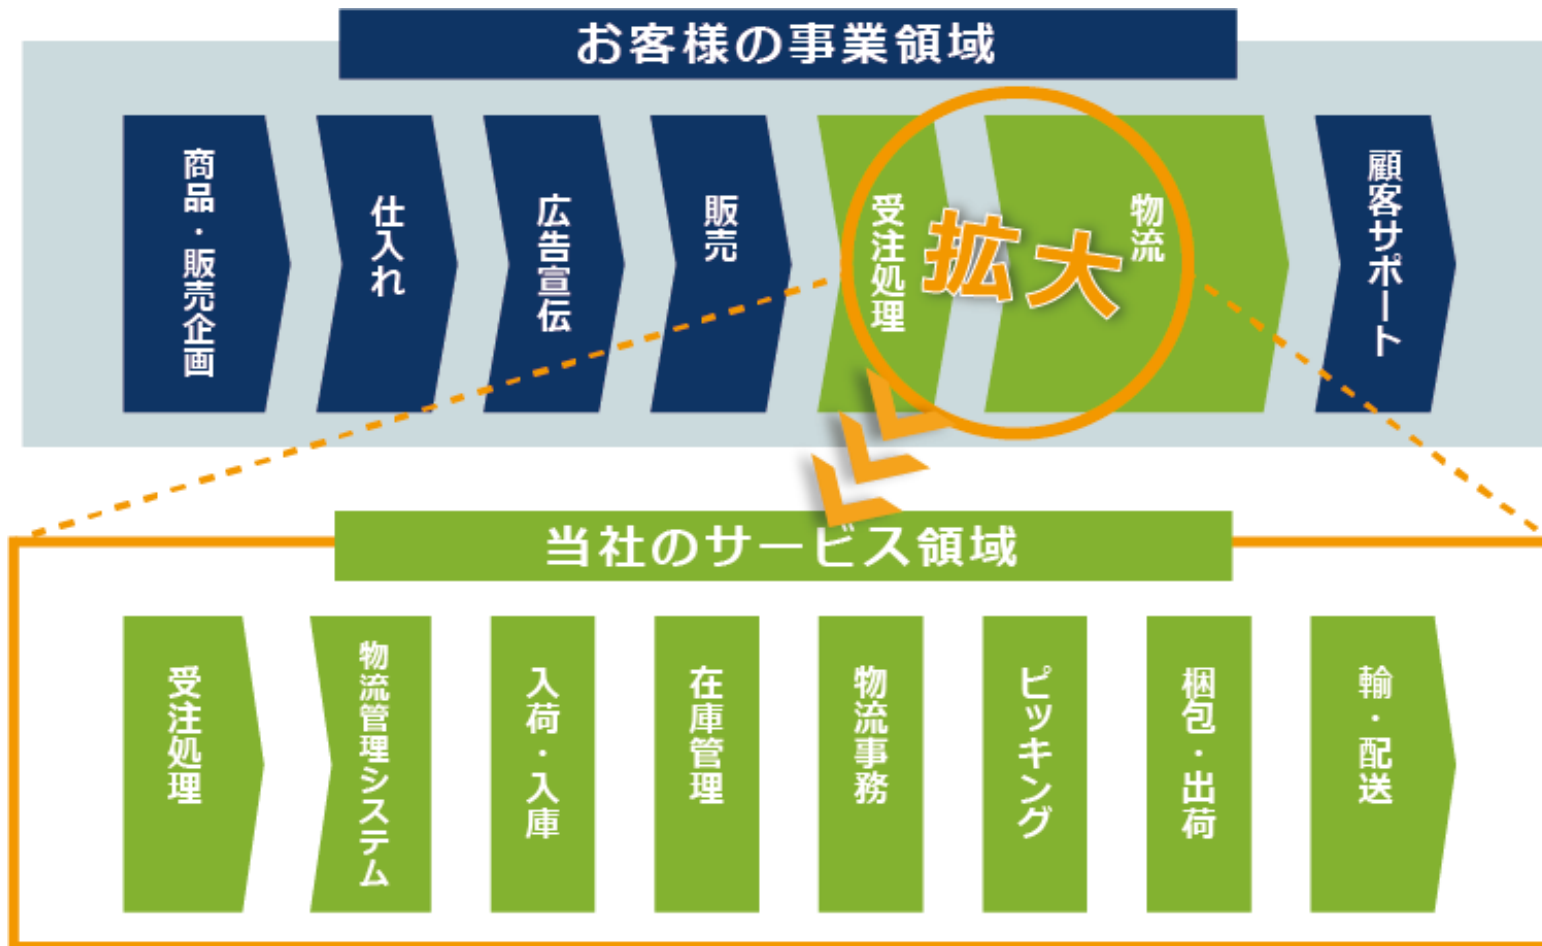 お客様の事業領域
商品・販売企画
仕入れ
広告宣伝
販売
受注処理
拡大
物流
顧客サポート
当社のサービス領域
受注処理
物流管理システム
入荷・入庫
在庫管理
物流事務
ピッキング
梱包・出荷
輸・配送